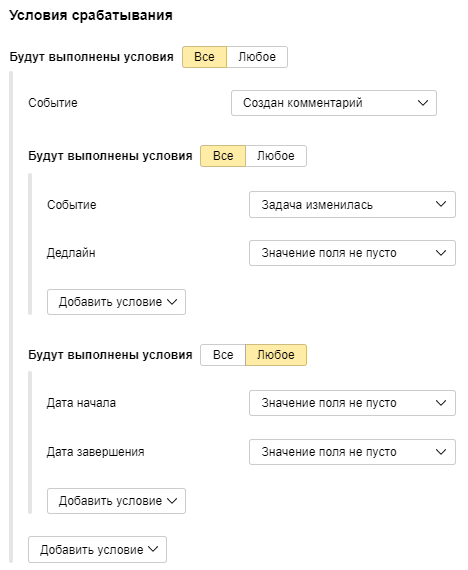 Условия срабатывания
Будут выполнены условия Все Любое
Событие Создан комментарий
Будут выполнены условия Все Любое
Событие Задача изменилась
Дедлайн Значение поля не пусто
Добавить условие
Будут выполнены условия Все Любое
Дата начала Значение поля не пусто
Дата завершения Значение поля не пусто
Добавить условие
Добавить условие